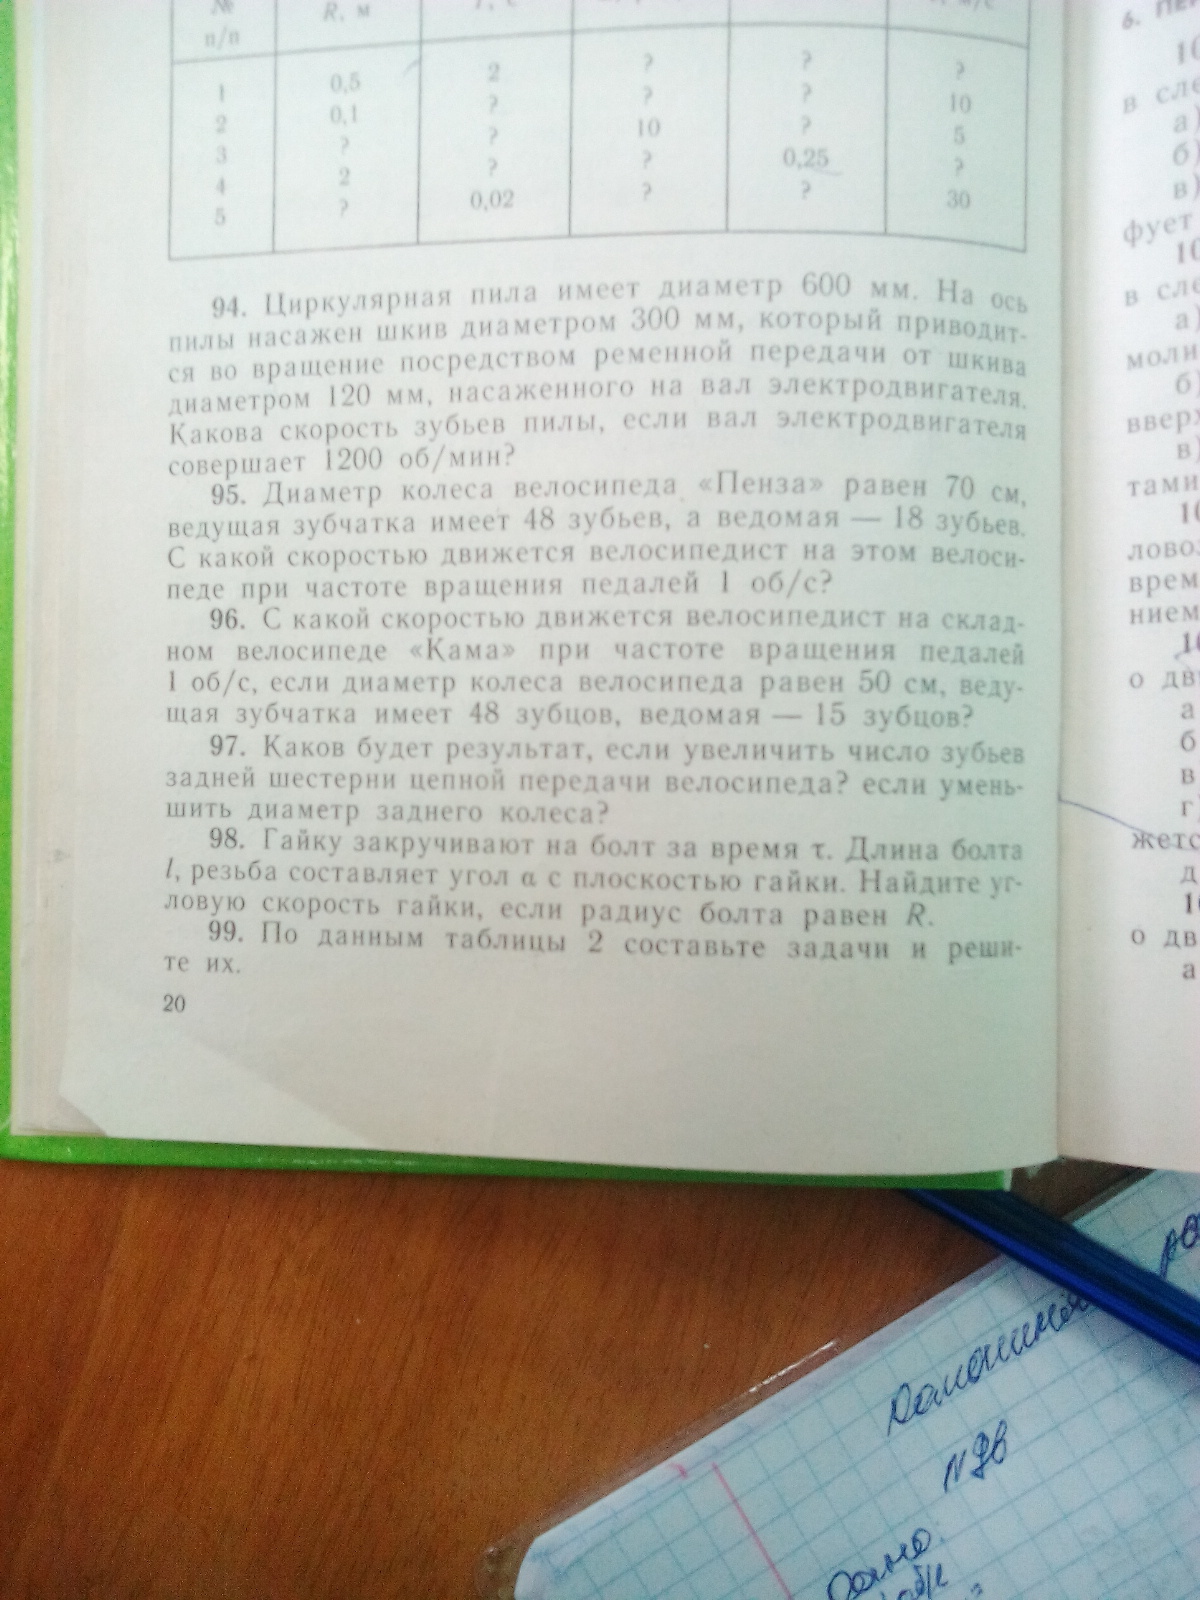 № R, м
п/п
1 0,5 2 ? ? ?
2 0,1 ? ? ? 10
3 ? ? 10 ? 5
4 2 ? ? 0,25 ?
5 ? 0,02 ? ? 30
94. Циркулярная пила имеет диаметр 600 мм. На ось
пилы насажен шкив диаметром 300 мм, который приводит-
ся во вращение посредством ременной передачи от шкива
диаметром 120 мм, насаженного на вал электродвигателя.
Какова скорость зубьев пилы, если вал электродвигателя
совершает 1200 об/мин?
95. Диаметр колеса велосипеда «Пенза» равен 70 см,
ведущая зубчатка имеет 48 зубьев, а ведомая — 18 зубьев.
С какой скоростью движется велосипедист на этом велоси-
педе при частоте вращения педалей 1 об/с?
96. С какой скоростью движется велосипедист на склад-
ном велосипеде «Кама» при частоте вращения педалей
1 об/с, если диаметр колеса велосипеда равен 50 см, веду-
щая зубчатка имеет 48 зубцов, ведомая — 15 зубцов?
97. Каков будет результат, если увеличить число зубьев
задней шестерни цепной передачи велосипеда? если умень-
шить диаметр заднего колеса?
98. Гайку закручивают на болт за время τ. Длина болта
l, резьба составляет угол α с плоскостью гайки. Найдите уг-
ловую скорость гайки, если радиус болта равен R.
99. По данным таблицы 2 составьте задачи и реши-
те их.
20
6.
в сле
а)
б)
в)
фует
в сле
а)
моли
б)
вверх
в)
тами
ловоз
врем
нием
о дв
а
б
в
г)
жетс
д
о дв
а
N 96
Дано: